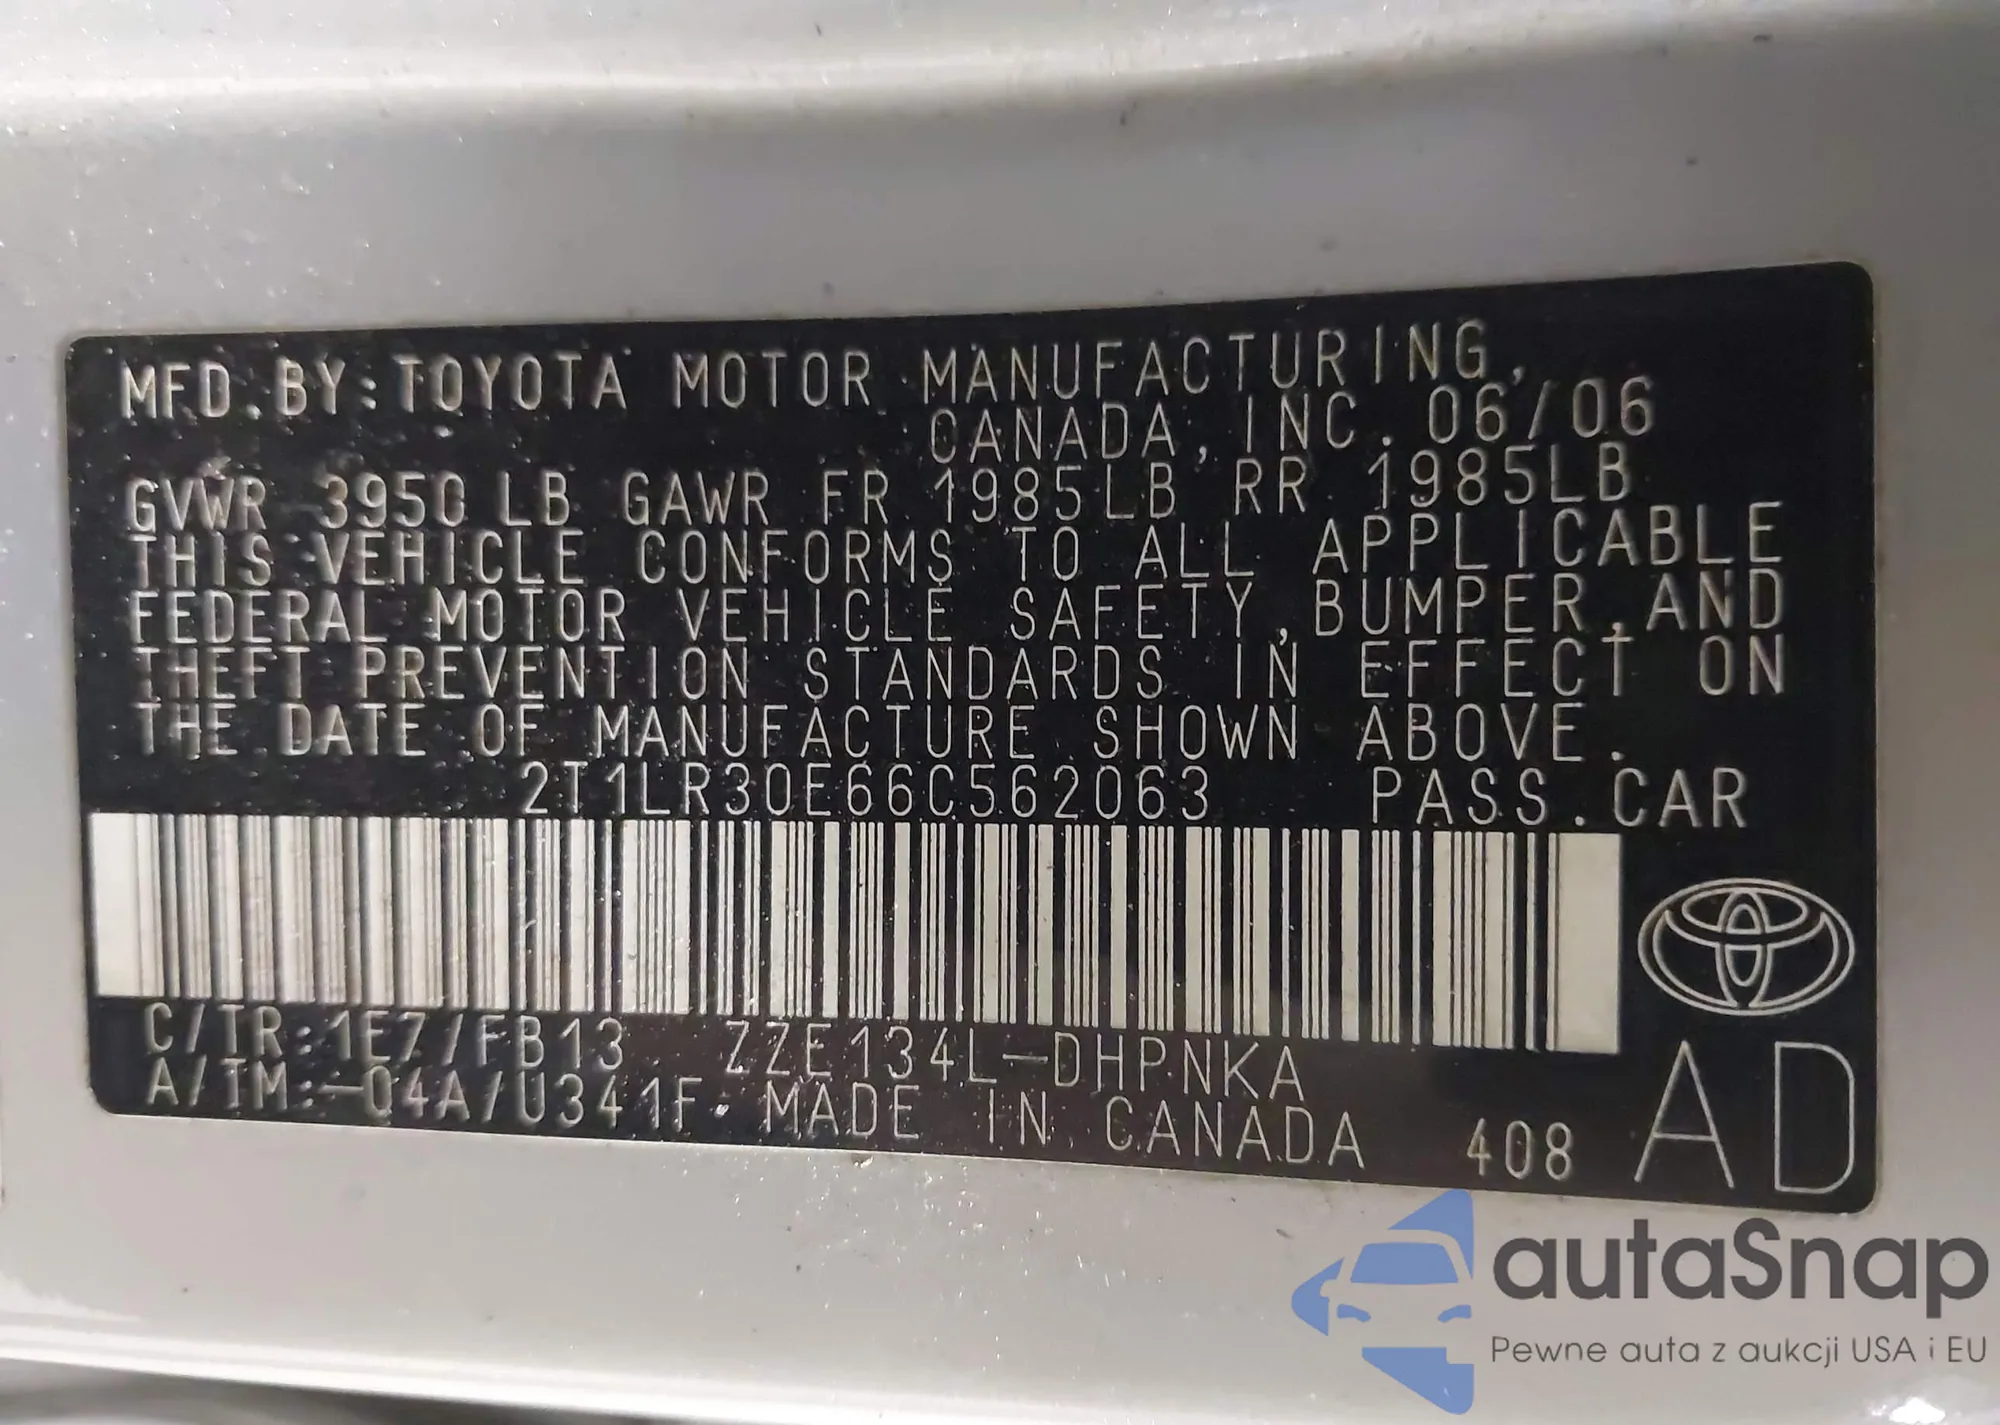 MFD. BY: TOYOTA MOTOR MANUFACTURING,
CANADA, INC. 06/06
GVWR 3950 LB GAWR FR 1985LB RR 1985LB
THIS VEHICLE CONFORMS TO ALL APPLICABLE
FEDERAL MOTOR VEHICLE SAFETY, BUMPER, AND
THEFT PREVENTION STANDARDS IN EFFECT ON
THE DATE OF MANUFACTURE SHOWN ABOVE.
2T1LR30E66C562063 PASS. CAR
C/TR: 1E7/FB13 ZZE134L-DHPNKA
A/TM: -04A/U341F MADE IN CANADA 408 AD
autaSnap
Pewne auta z aukcji USA i EU